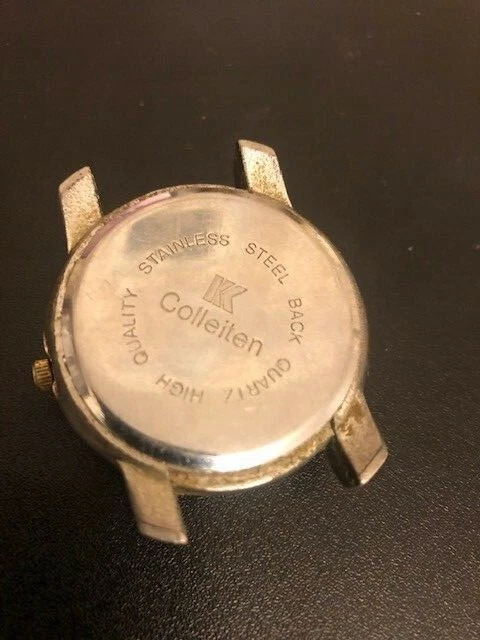 STAINLESS STEEL BACK QUARTZ HIGH QUALITY
K
Colleiten